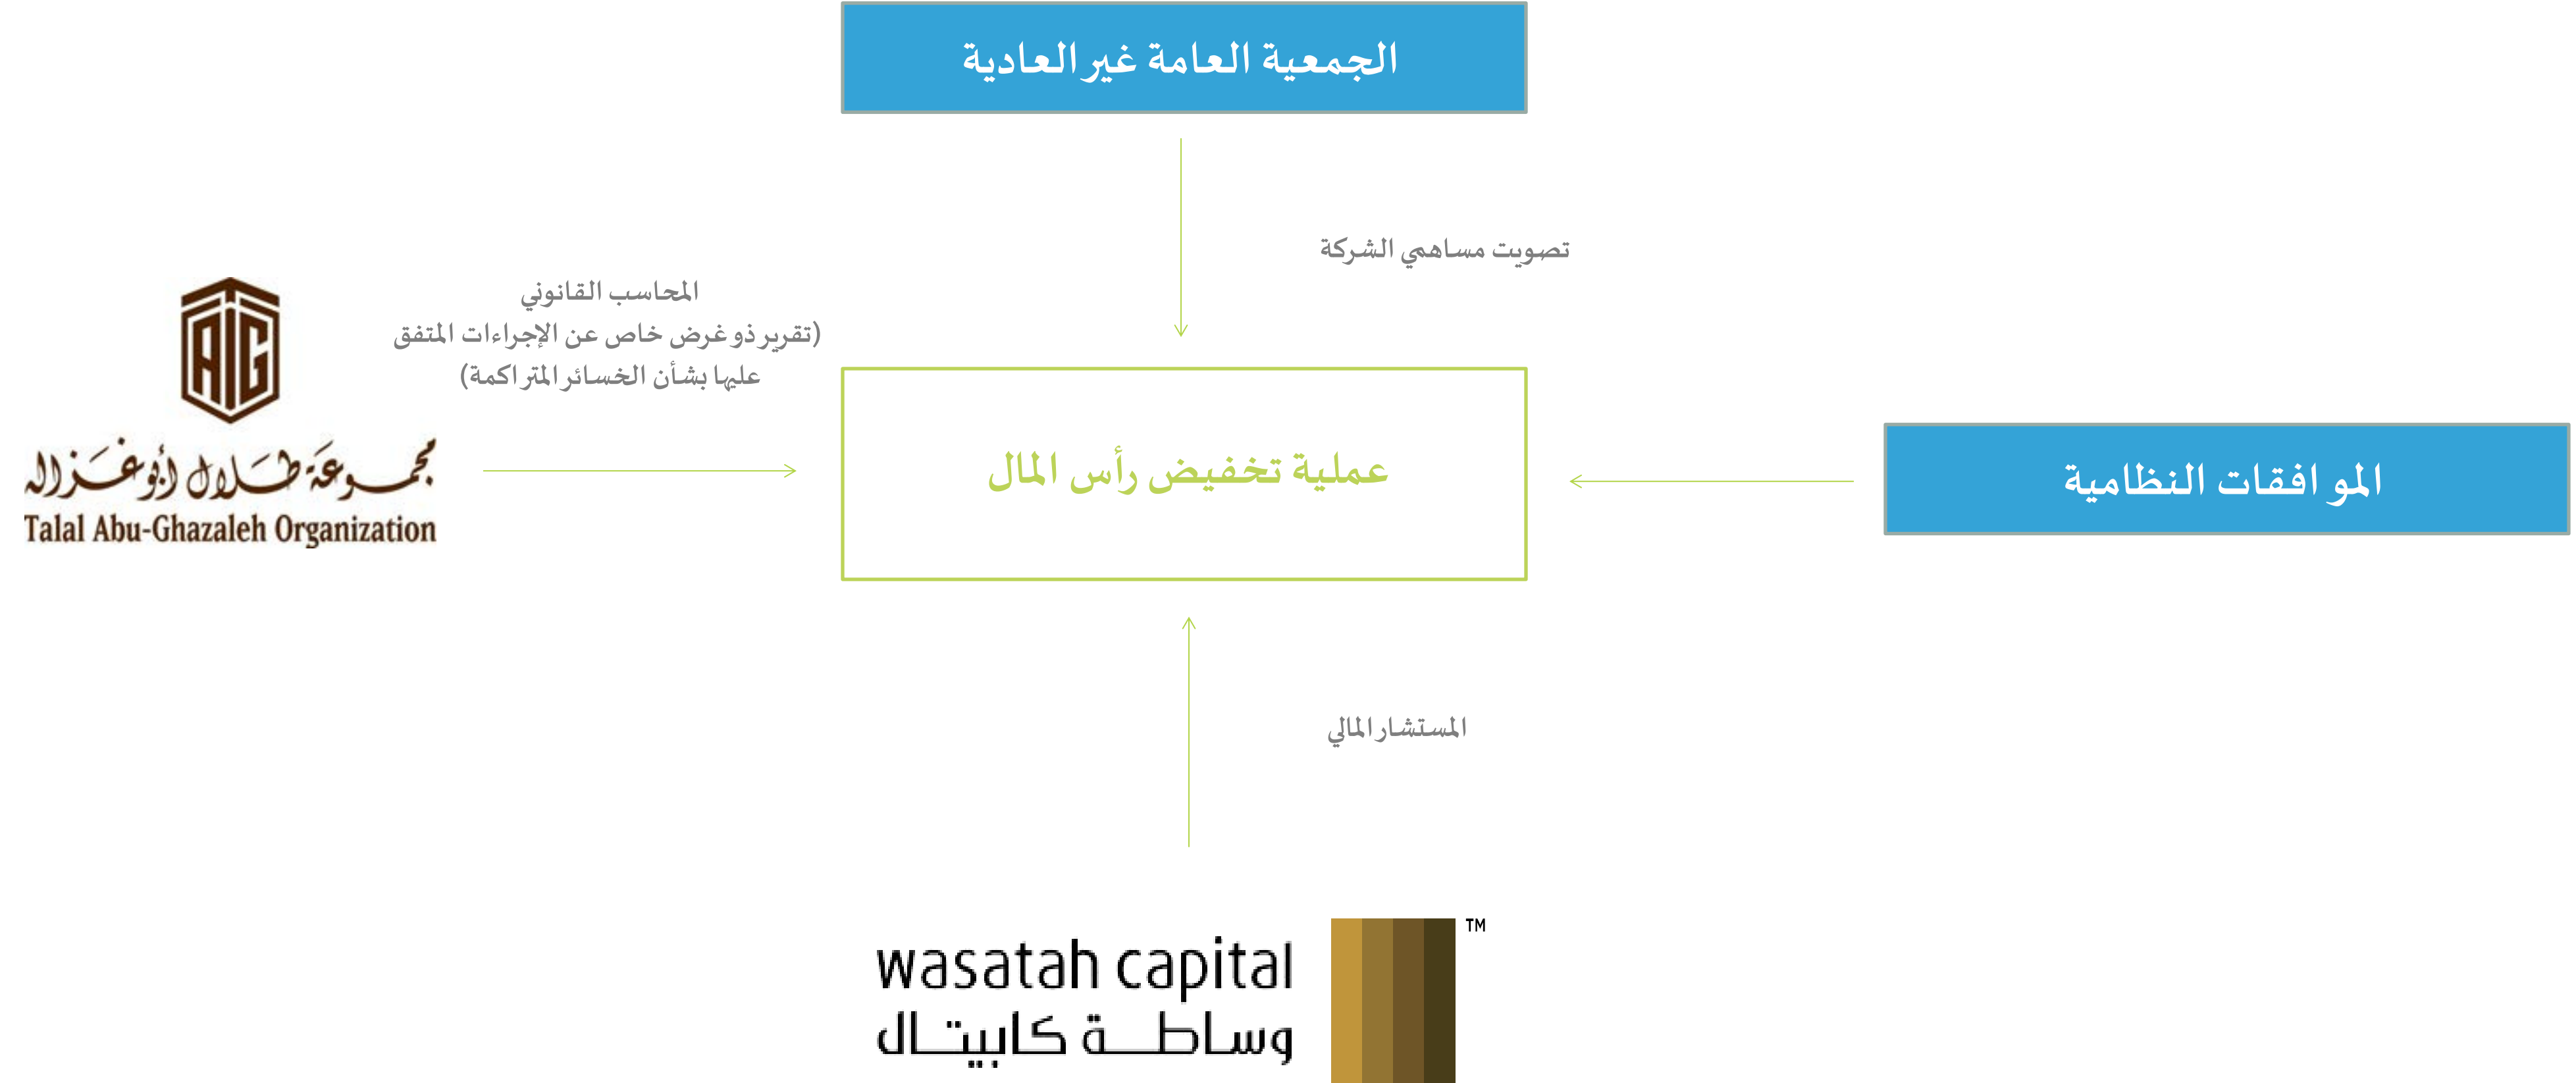 الجمعية العامة غير العادية
تصويت مساهمي الشركة
المحاسب القانوني
(تقرير ذو غرض خاص عن الإجراءات المتفق
عليها بشأن الخسائر المتراكمة)
مجموعة طلال أبوغزاله
Talal Abu-Ghazaleh Organization
عملية تخفيض رأس المال
الموافقات النظامية
المستشار المالي
wasatah capital
وساطة كابيتال
TM